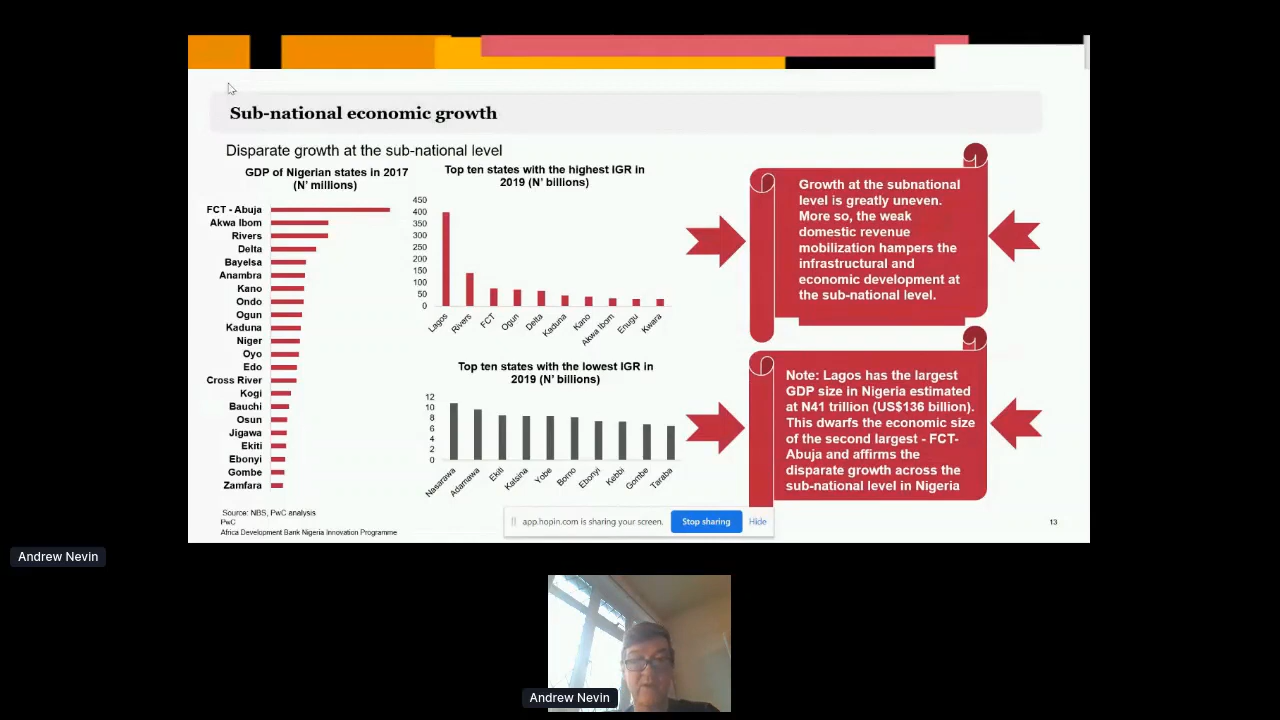 Sub-national economic growth
Disparate growth at the sub-national level
GDP of Nigerian states in 2017
(N' millions)
FCT - Abuja
Akwa Ibom
Rivers
Delta
Bayelsa
Anambra
Kano
Ondo
Ogun
Kaduna
Niger
Oyo
Edo
Cross River
Kogi
Bauchi
Osun
Jigawa
Ekiti
Ebonyi
Gombe
Zamfara
Top ten states with the highest IGR in
2019 (N' billions)
450
400
350
300
250
200
150
100
50
0
Lagos
Rivers
FCT
Ogun
Delta
Kaduna
Kano
Akwa Ibom
Enugu
Kwara
Top ten states with the lowest IGR in
2019 (N' billions)
12
10
8
6
4
2
0
Nasarawa
Adamawa
Ekiti
Katsina
Yobe
Borno
Ebonyi
Kebbi
Gombe
Taraba
Growth at the subnational
level is greatly uneven.
More so, the weak
domestic revenue
mobilization hampers the
infrastructural and
economic development at
the sub-national level.
Note: Lagos has the largest
GDP size in Nigeria estimated
at N41 trillion (US$136 billion).
This dwarfs the economic size
of the second largest - FCT-
Abuja and affirms the
disparate growth across the
sub-national level in Nigeria
Source: NBS, PwC analysis
PwC
Africa Development Bank Nigeria Innovation Programme
13
app.hopin.com is sharing your screen.
Stop sharing
Hide
Andrew Nevin
Andrew Nevin